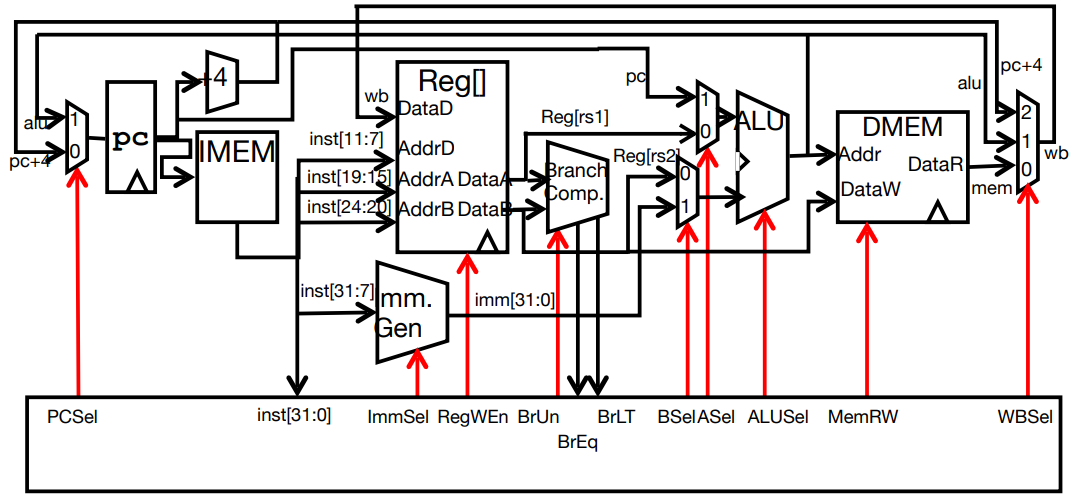 pc+4
alu
pc
+4
Reg[]
wb
DataD
inst[11:7]
AddrD
inst[19:15]
AddrA DataA
inst[24:20]
AddrB DataB
alu
1
0
pc+4
pc
IMEM
Reg[rs1]
Reg[rs2]
Branch
Comp.
1
0
0
1
ALU
DMEM
Addr
DataR
DataW
mem
2
1
0
wb
inst[31:7]
mm.
Gen
imm[31:0]
PCSel
inst[31:0]
ImmSel
RegWEn
BrUn
BrEq
BrLT
BSel
ASel
ALUSel
MemRW
WBSel